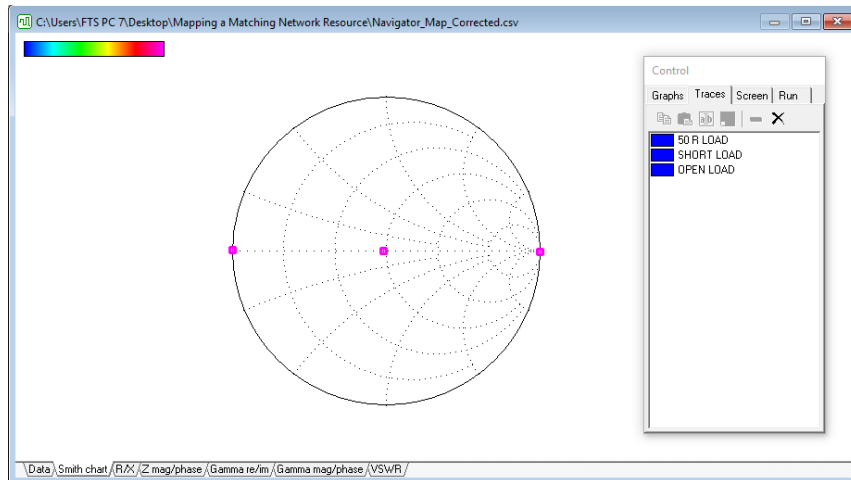 C:\Users\FTS PC 7\Desktop\Mapping a Matching Network Resource\Navigator_Map_Corrected.csv
Control
Graphs Traces Screen Run
50 R LOAD
SHORT LOAD
OPEN LOAD
Data Smith chart R/X Z mag/phase Gamma re/im Gamma mag/phase VSWR